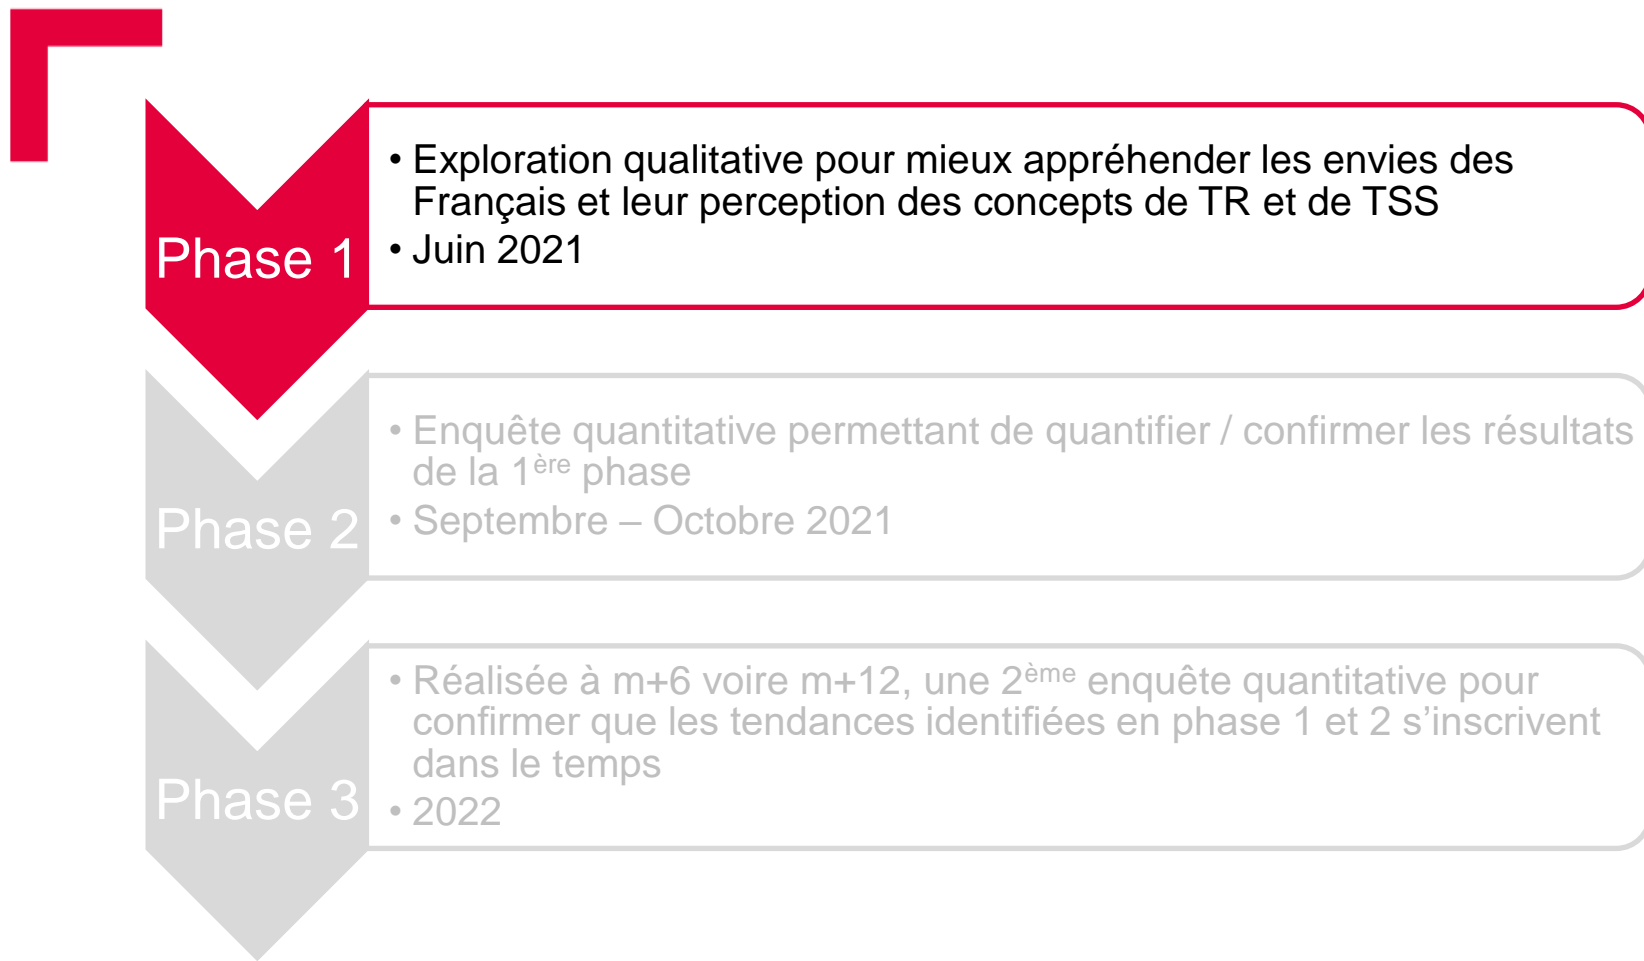 Phase 1
• Exploration qualitative pour mieux appréhender les envies des
Français et leur perception des concepts de TR et de TSS
• Juin 2021
Phase 2
• Enquête quantitative permettant de quantifier / confirmer les résultats
de la 1ère phase
• Septembre – Octobre 2021
Phase 3
• Réalisée à m+6 voire m+12, une 2ème enquête quantitative pour
confirmer que les tendances identifiées en phase 1 et 2 s’inscrivent
dans le temps
• 2022